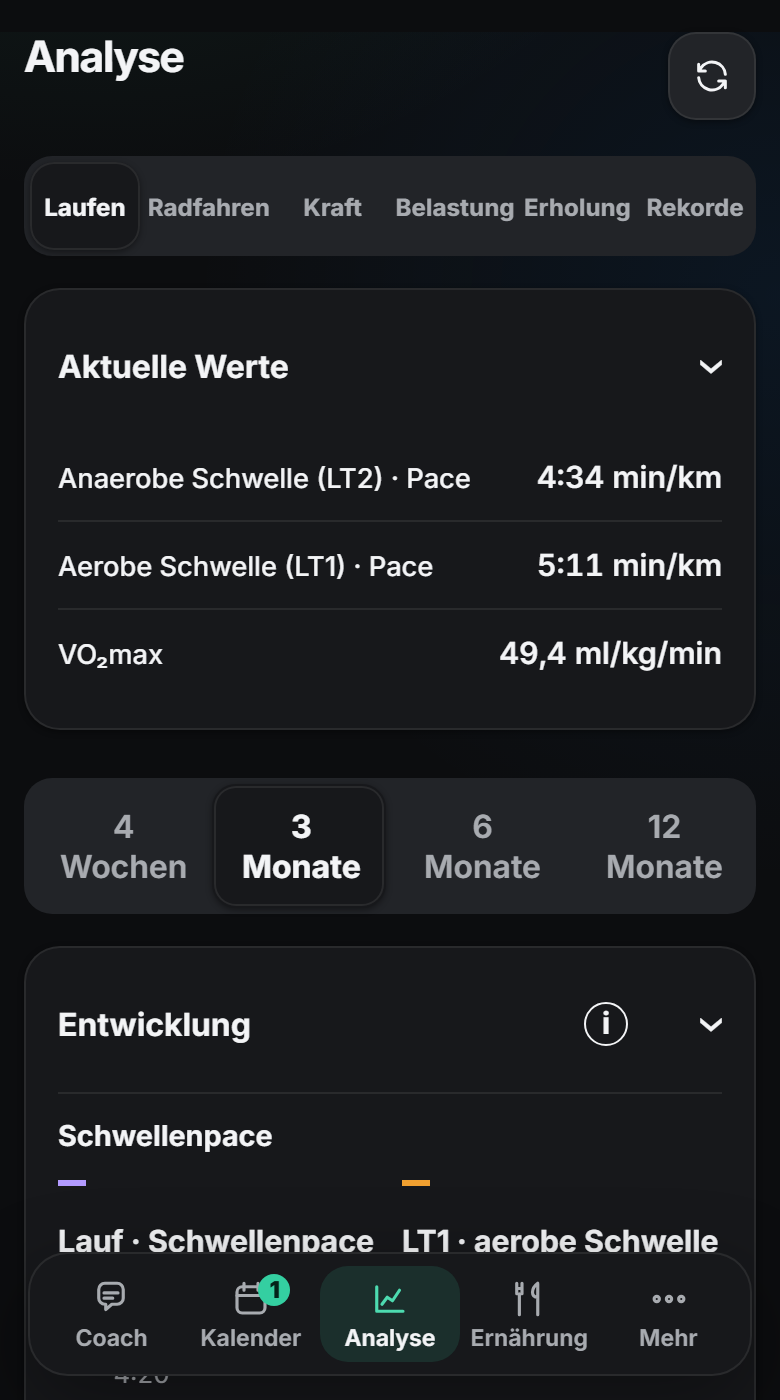 Analyse
Laufen Radfahren Kraft Belastung Erholung Rekorde
Aktuelle Werte
Anaerobe Schwelle (LT2) · Pace 4:34 min/km
Aerobe Schwelle (LT1) · Pace 5:11 min/km
VO₂max 49,4 ml/kg/min
4 Wochen
3 Monate
6 Monate
12 Monate
Entwicklung i
Schwellenpace
Lauf · Schwellenpace LT1 · aerobe Schwelle
1
Coach Kalender Analyse Ernährung Mehr
4:20